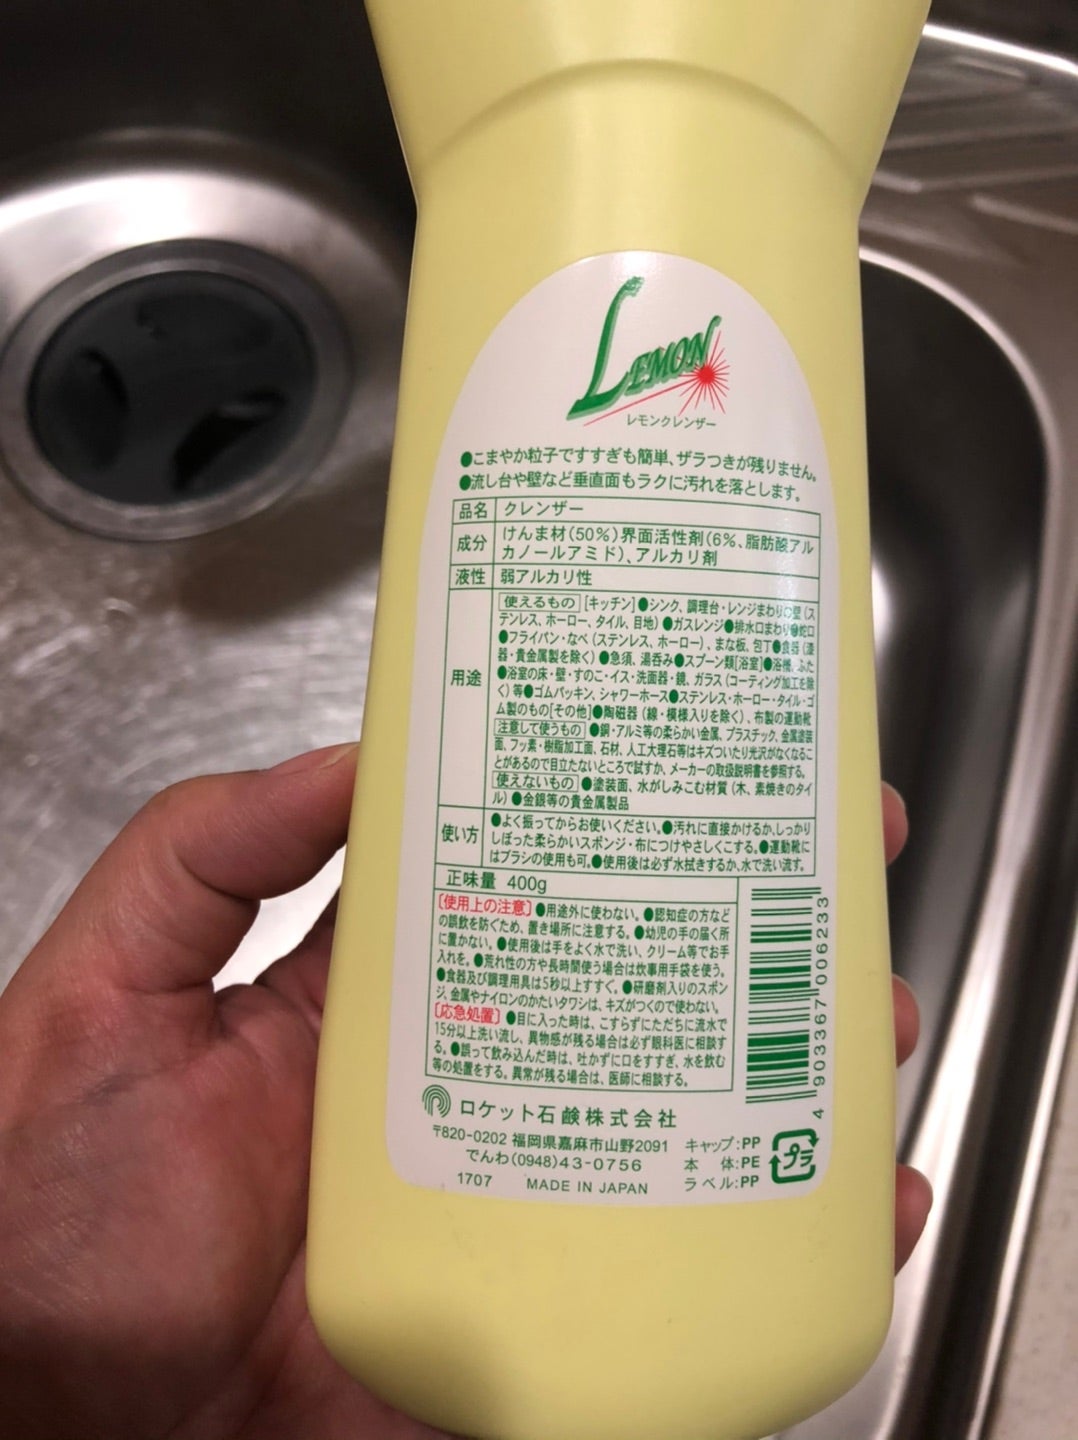 LEMON
レモンクレンザー
●こまやか粒子ですすぎも簡単、ザラつきが残りません。
●流し台や壁など垂直面もラクに汚れを落とします。
品名 クレンザー
成分 けんま材(50%)界面活性剤(6%、脂肪酸アル
カノールアミド)、アルカリ剤
液性 弱アルカリ性
用途
使えるもの [キッチン]●シンク、調理台・レンジまわりの壁(ス
テンレス、ホーロー、タイル、目地)●ガスレンジ●排水口まわり●蛇口
●フライパン・なべ(ステンレス、ホーロー)、まな板、包丁●食器(漆
器・貴金属製を除く)●急須、湯呑み●スプーン類[浴室]●浴槽、ふた
●浴室の床・壁・すのこ・イス・洗面器・鏡、ガラス(コーティング加工を除
く)等●ゴムパッキン、シャワーホース●ステンレス・ホーロー・タイル・ゴ
ム製のもの[その他]●陶磁器(線・模様入りを除く)、布製の運動靴
注意して使うもの ●銅・アルミ等の柔らかい金属、プラスチック、金属塗装
面、フッ素・樹脂加工面、石材、人工大理石等はキズついたり光沢がなくなるこ
とがあるので目立たないところで試すか、メーカーの取扱説明書を参照する。
使えないもの ●塗装面、水がしみこむ材質(木、素焼きのタイ
ル)●金銀等の貴金属製品
使い方
●よく振ってからお使いください。●汚れに直接かけるか、しっかり
しぼった柔らかいスポンジ・布につけやさしくこする。●運動靴に
はブラシの使用も可。●使用後は必ず水拭きするか、水で洗い流す。
正味量 400g
[使用上の注意]●用途外に使わない。●認知症の方など
の誤飲を防ぐため、置き場所に注意する。●幼児の手の届く所
に置かない。●使用後は手をよく水で洗い、クリーム等でお手
入れを。●荒れ性の方や長時間使う場合は炊事用手袋を使う。
●食器及び調理用具は5秒以上すすぐ。●研磨剤入りのスポン
ジ、金属やナイロンのかたいタワシは、キズがつくので使わない。
[応急処置]●目に入った時は、こすらずにただちに流水で
15分以上洗い流し、異物感が残る場合は必ず眼科医に相談す
る。●誤って飲み込んだ時は、吐かずに口をすすぎ、水を飲む
等の処置をする。異常が残る場合は、医師に相談する。
4 903367 006233
ロケット石鹸株式会社
〒820-0202 福岡県嘉麻市山野2091
でんわ(0948)43-0756
1707 MADE IN JAPAN
キャップ:PP
本 体:PE
ラベル:PP
プラ